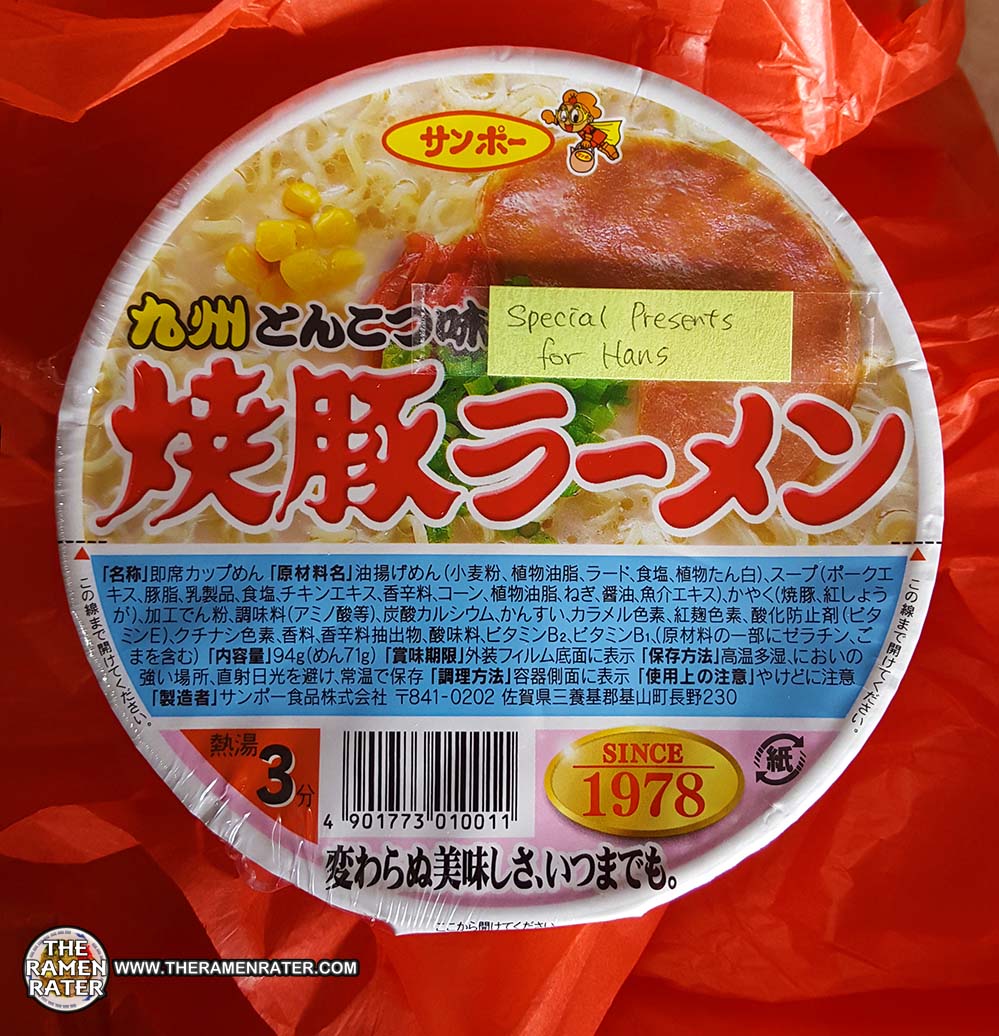 サンポー
九州とんこつ味
Special Presents
for Hans
焼豚ラーメン
「名称」即席カップめん 「原材料名」油揚げめん(小麦粉、植物油脂、ラード、食塩、植物たん白)、スープ(ポークエ
キス、豚脂、乳製品、食塩、チキンエキス、香辛料、コーン、植物油脂、ねぎ、醤油、魚介エキス)、かやく(焼豚、紅しょう
が)、加工でん粉、調味料(アミノ酸等)、炭酸カルシウム、かんすい、カラメル色素、紅麹色素、酸化防止剤(ビタ
ミンE)、クチナシ色素、香料、香辛料抽出物、酸味料、ビタミンB₂、ビタミンB₁、(原材料の一部にゼラチン、ご
まを含む) 「内容量」94g(めん71g) 「賞味期限」外装フィルム底面に表示 「保存方法」高温多湿、においの
強い場所、直射日光を避け、常温で保存 「調理方法」容器側面に表示 「使用上の注意」やけどに注意
「製造者」サンポー食品株式会社 〒841-0202 佐賀県三養基郡基山町長野230
この線まで開けてください。
この線まで開けてください。
熱湯3分
4 901773 010011
SINCE
1978
紙
変わらぬ美味しさ、いつまでも。
ここから開けてください
THE
RAMEN
RATER
WWW.THERAMENRATER.COM